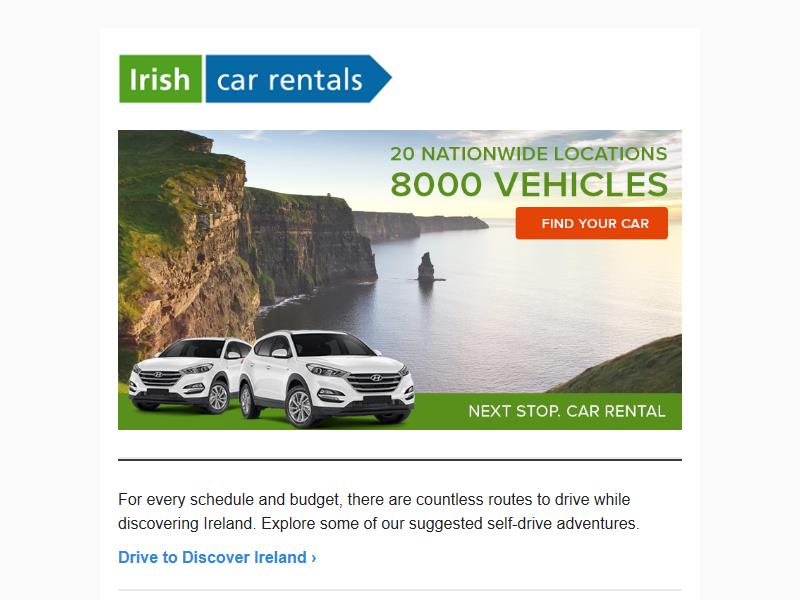 Irish car rentals
20 NATIONWIDE LOCATIONS
8000 VEHICLES
FIND YOUR CAR
NEXT STOP. CAR RENTAL
For every schedule and budget, there are countless routes to drive while
discovering Ireland. Explore some of our suggested self-drive adventures.
Drive to Discover Ireland ›